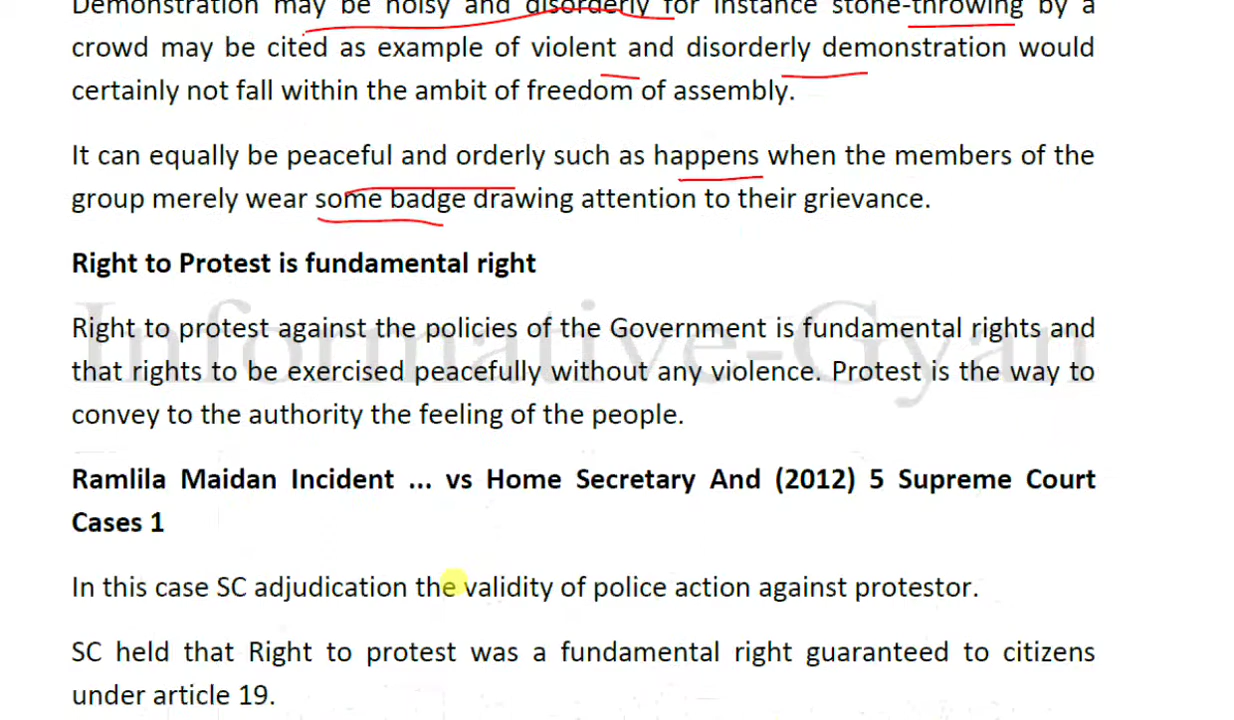 Demonstration may be noisy and disorderly for instance stone-throwing by a
crowd may be cited as example of violent and disorderly demonstration would
certainly not fall within the ambit of freedom of assembly.
It can equally be peaceful and orderly such as happens when the members of the
group merely wear some badge drawing attention to their grievance.
Right to Protest is fundamental right
Informative-Gyan
Right to protest against the policies of the Government is fundamental rights and
that rights to be exercised peacefully without any violence. Protest is the way to
convey to the authority the feeling of the people.
Ramlila Maidan Incident ... vs Home Secretary And (2012) 5 Supreme Court
Cases 1
In this case SC adjudication the validity of police action against protestor.
SC held that Right to protest was a fundamental right guaranteed to citizens
under article 19.